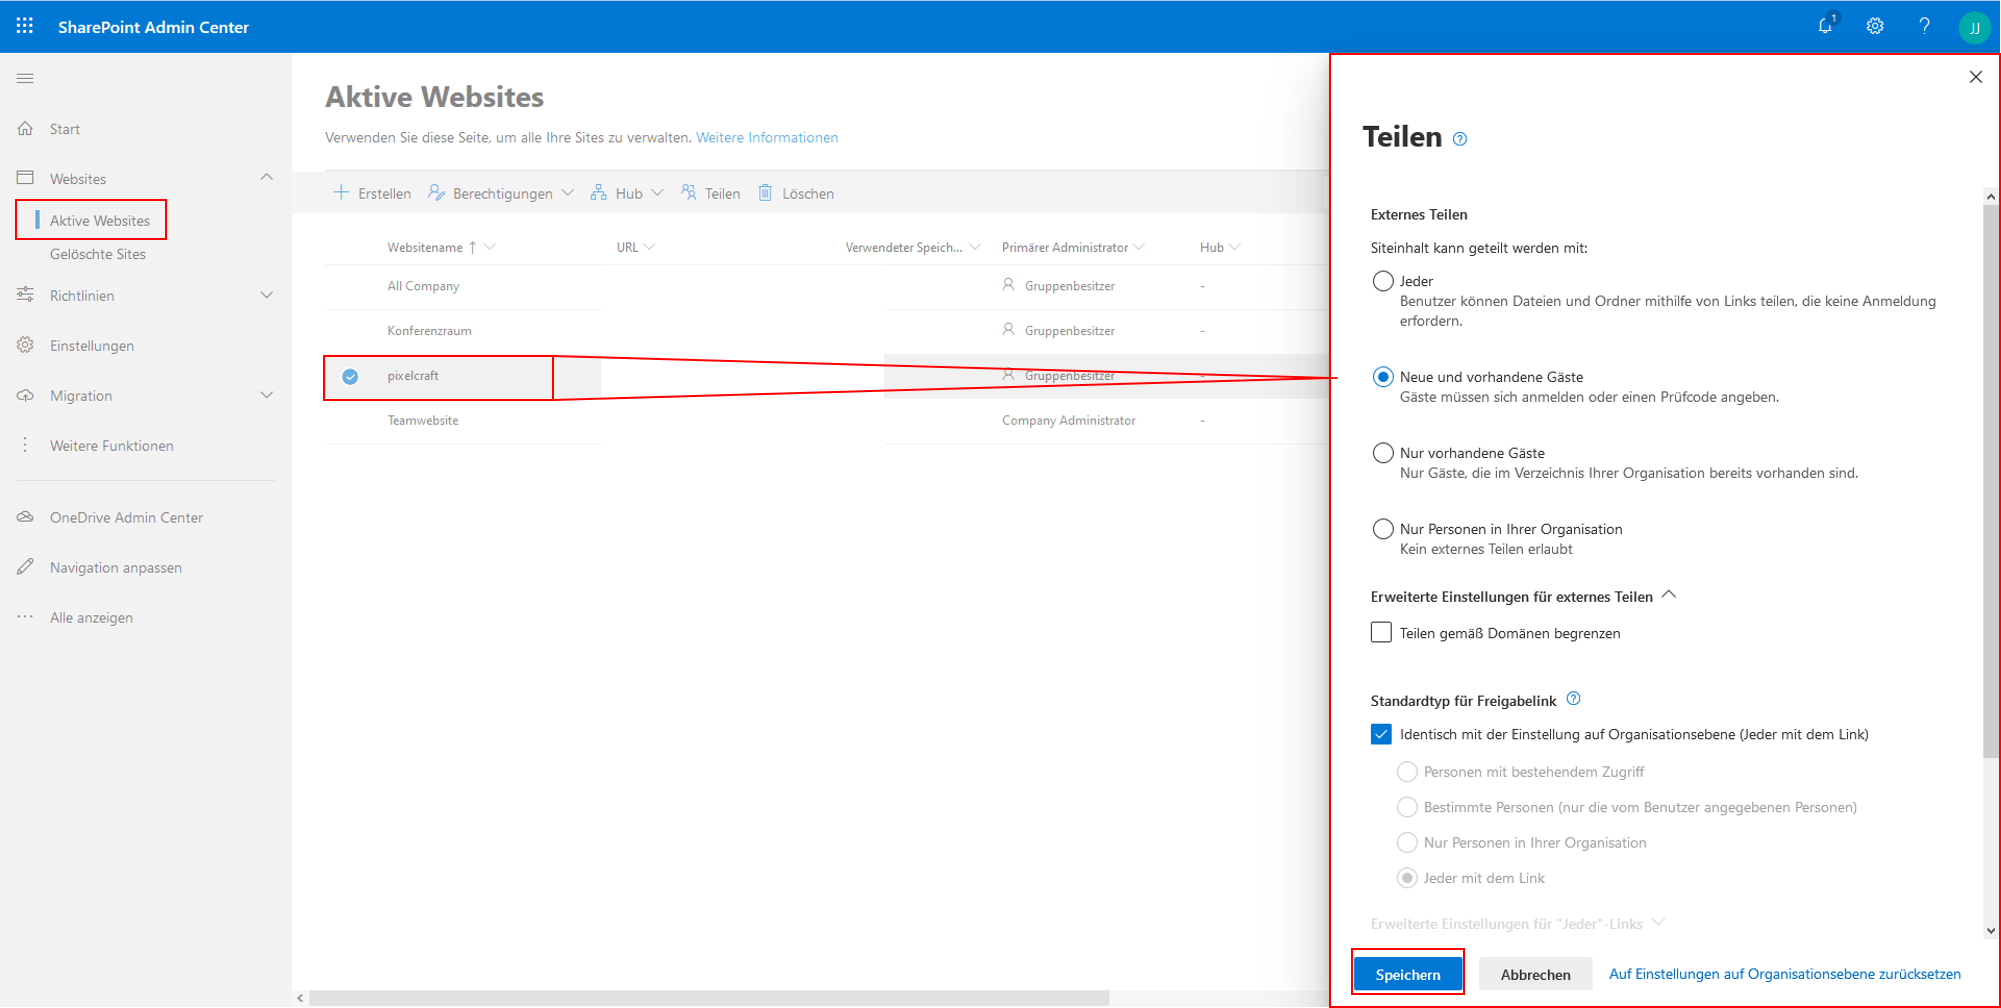 SharePoint Admin Center
1
JJ
Start
Websites
Aktive Websites
Gelöschte Sites
Richtlinien
Einstellungen
Migration
Weitere Funktionen
OneDrive Admin Center
Navigation anpassen
Alle anzeigen
Aktive Websites
Verwenden Sie diese Seite, um alle Ihre Sites zu verwalten. Weitere Informationen
Erstellen Berechtigungen Hub Teilen Löschen
Websitename ↑ URL Verwendeter Speich... Primärer Administrator Hub
All Company Gruppenbesitzer -
Konferenzraum Gruppenbesitzer -
pixelcraft Gruppenbesitzer -
Teamwebsite Company Administrator -
Teilen
Externes Teilen
Siteinhalt kann geteilt werden mit:
Jeder
Benutzer können Dateien und Ordner mithilfe von Links teilen, die keine Anmeldung
erfordern.
Neue und vorhandene Gäste
Gäste müssen sich anmelden oder einen Prüfcode angeben.
Nur vorhandene Gäste
Nur Gäste, die im Verzeichnis Ihrer Organisation bereits vorhanden sind.
Nur Personen in Ihrer Organisation
Kein externes Teilen erlaubt
Erweiterte Einstellungen für externes Teilen
Teilen gemäß Domänen begrenzen
Standardtyp für Freigabelink
Identisch mit der Einstellung auf Organisationsebene (Jeder mit dem Link)
Personen mit bestehendem Zugriff
Bestimmte Personen (nur die vom Benutzer angegebenen Personen)
Nur Personen in Ihrer Organisation
Jeder mit dem Link
Erweiterte Einstellungen für "Jeder"-Links
Speichern Abbrechen Auf Einstellungen auf Organisationsebene zurücksetzen